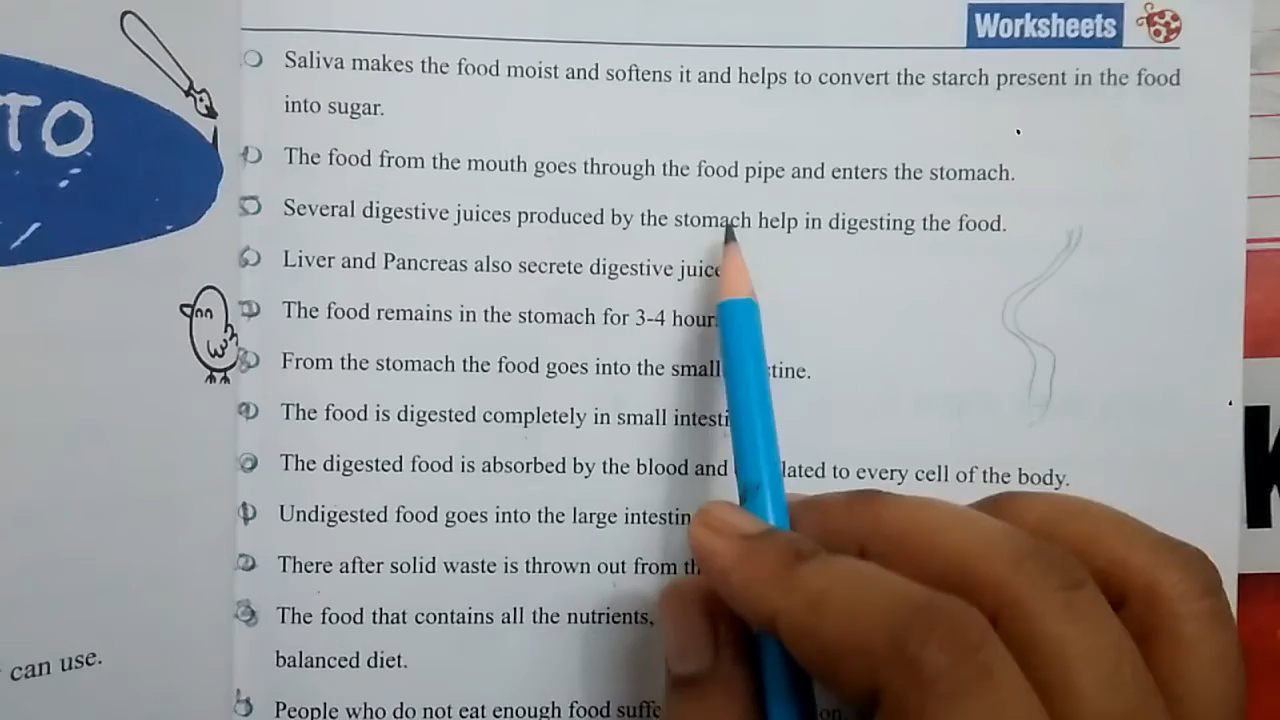 Worksheets
TO
Saliva makes the food moist and softens it and helps to convert the starch present in the food
into sugar.
The food from the mouth goes through the food pipe and enters the stomach.
Several digestive juices produced by the stomach help in digesting the food.
Liver and Pancreas also secrete digestive
The food remains in the stomach for 3-4
From the stomach the food goes into the small
The food is digested completely in small
The digested food is absorbed by the blood and to every cell of the body.
Undigested food goes into the large
There after solid waste is thrown out from
The food that contains all the nutrients,
balanced diet.
can use.
People who do not eat enough food
K